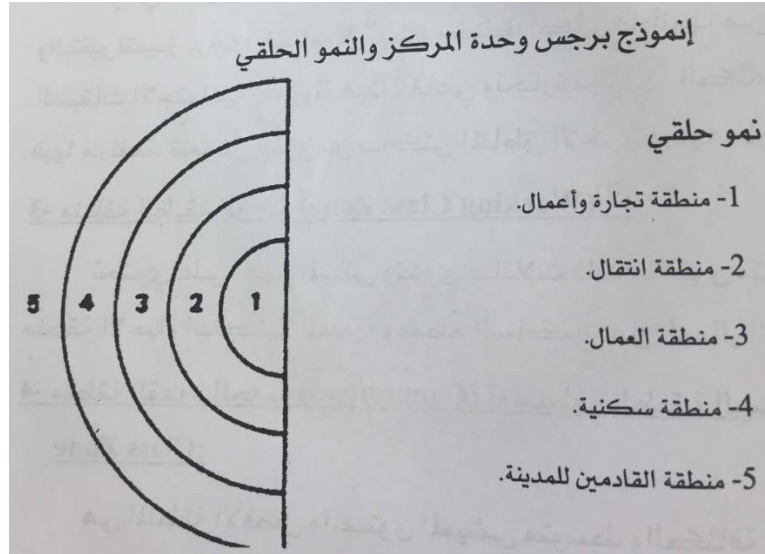 إنموذج برجس وحدة المركز والنمو الحلقي
نمو حلقي
1- منطقة تجارة وأعمال.
2- منطقة انتقال.
3- منطقة العمال.
4- منطقة سكنية.
5- منطقة القادمين للمدينة.
5 4 3 2 1